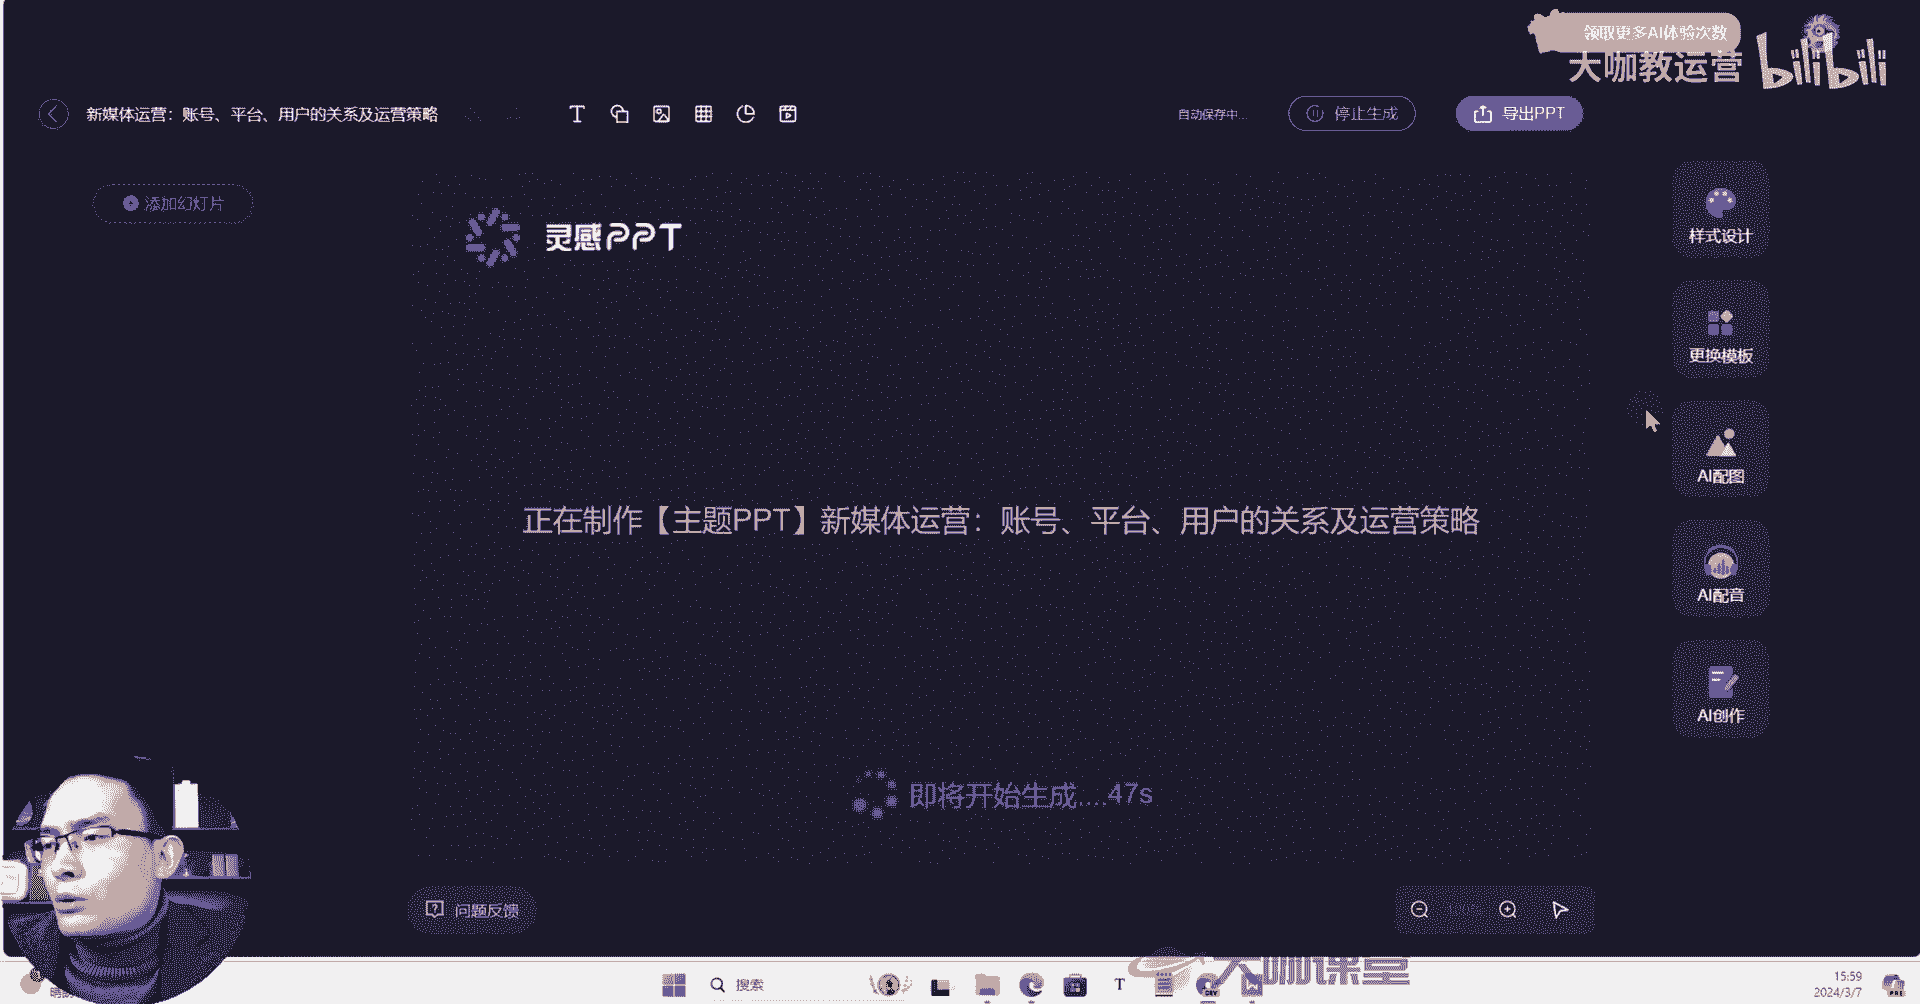 领取更多AI体验次数
大咖教运营 bilibili
新媒体运营：账号、平台、用户的关系及运营策略
自动保存中...
停止生成
导出PPT
添加幻灯片
灵感PPT
样式设计
更换模板
AI配图
正在制作【主题PPT】新媒体运营：账号、平台、用户的关系及运营策略
AI配音
AI创作
即将开始生成....47s
问题反馈
大咖课堂
搜索
15:59
2024/3/7